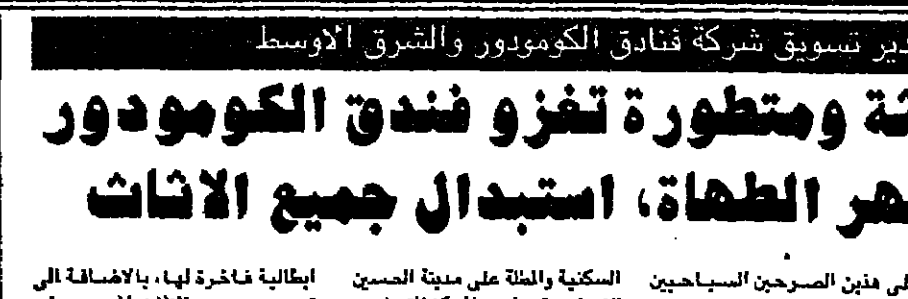 دير تسويق شركة فنادق الكومودور والشرق الاوسط
ثة ومتطورة تغزو فندق الكومودور
هر الطهاة، استبدال جميع الاثاث
لى هذين الصرحين السياحيين
السكنية والمطلة على مدينة الحسين
ايطالية فاخرة لها، بالاضافة الى